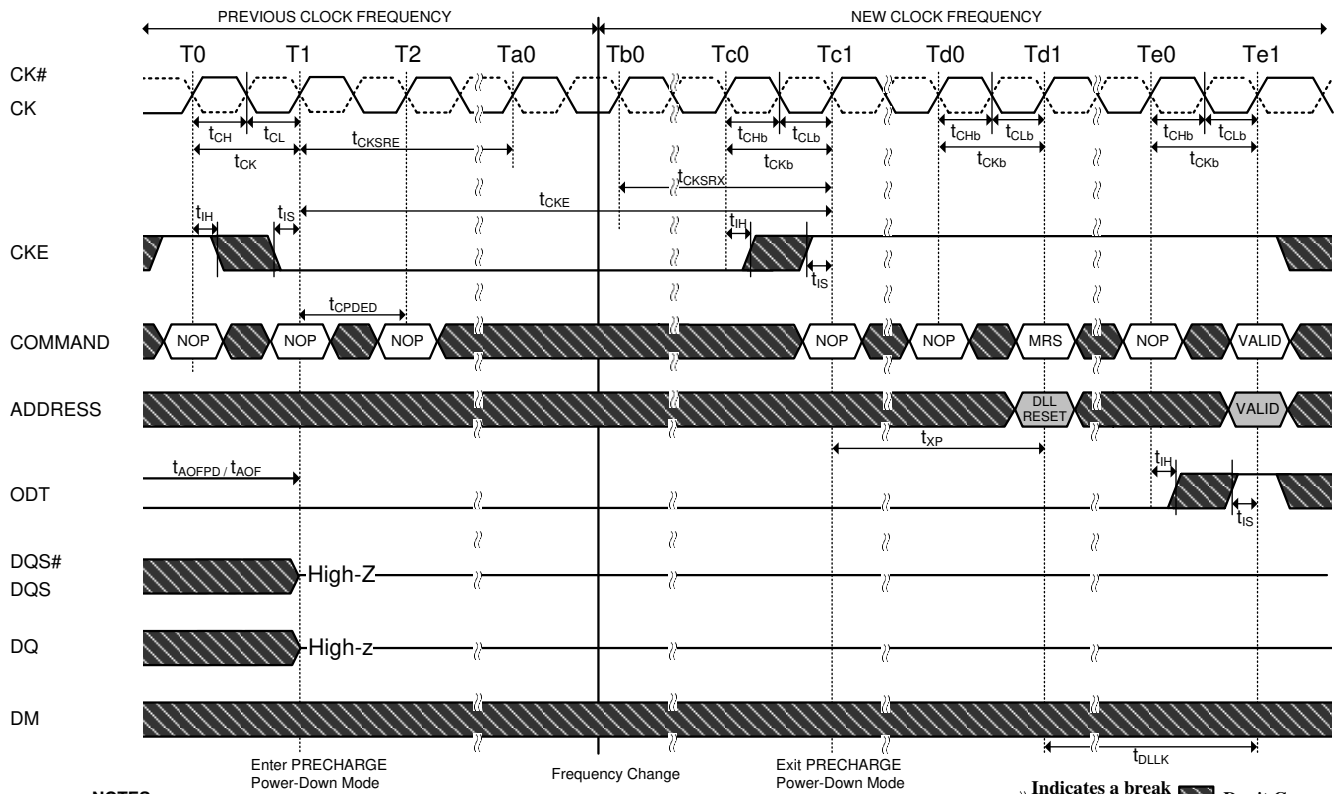 PREVIOUS CLOCK FREQUENCY NEW CLOCK FREQUENCY
T0 T1 T2 Ta0 Tb0 Tc0 Tc1 Td0 Td1 Te0 Te1
CK#
CK
tCH tCL tCHb tCLb tCHb tCLb tCHb tCLb
tCK tCKSRE tCKb tCKb tCKb
tCKSRX
tCKE
tIH tIS tIH
CKE
tIS
tCPDED
COMMAND NOP NOP NOP NOP NOP MRS NOP VALID
ADDRESS DLL RESET VALID
tXP
tAOFPD / tAOF tIH
ODT
tIS
DQS#
DQS High-Z
DQ High-z
DM
tDLLK
Enter PRECHARGE
Power-Down Mode
Frequency Change
Exit PRECHARGE
Power-Down Mode
Indicates a break